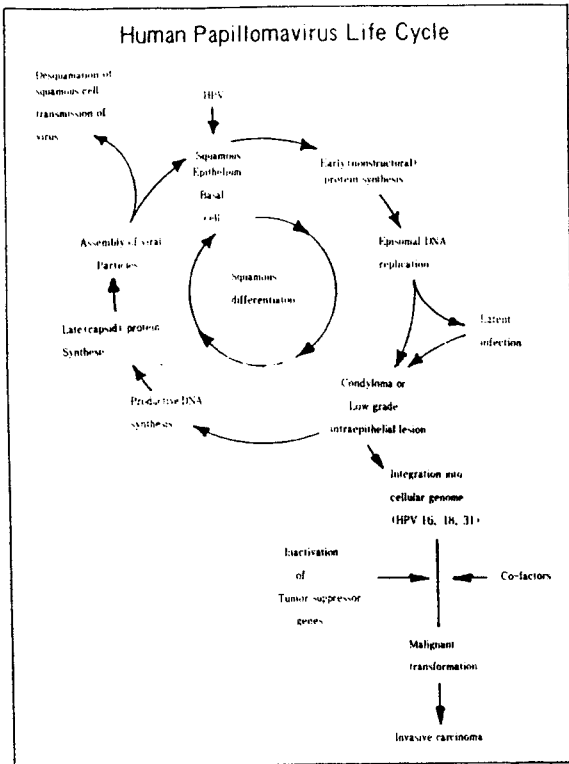 Human Papillomavirus Life Cycle
Desquamation of
squamous cell
transmission of
virus
HPV
Squamous
Epithelium
Basal
cell
Early (nonstructural)
protein synthesis
Episomal DNA
replication
Latent
infection
Condyloma or
Low grade
intraepithelial lesion
Productive DNA
synthesis
Late (capsd) protein
Synthese
Assembly of viral
Particles
Squamous
differentiaton
Integration into
cellular genome
(HPV 16, 18, 31)
Inactivation
of
Tumor suppressor
genes
Co-factors
Malignant
transformation
Invasive carcinoma